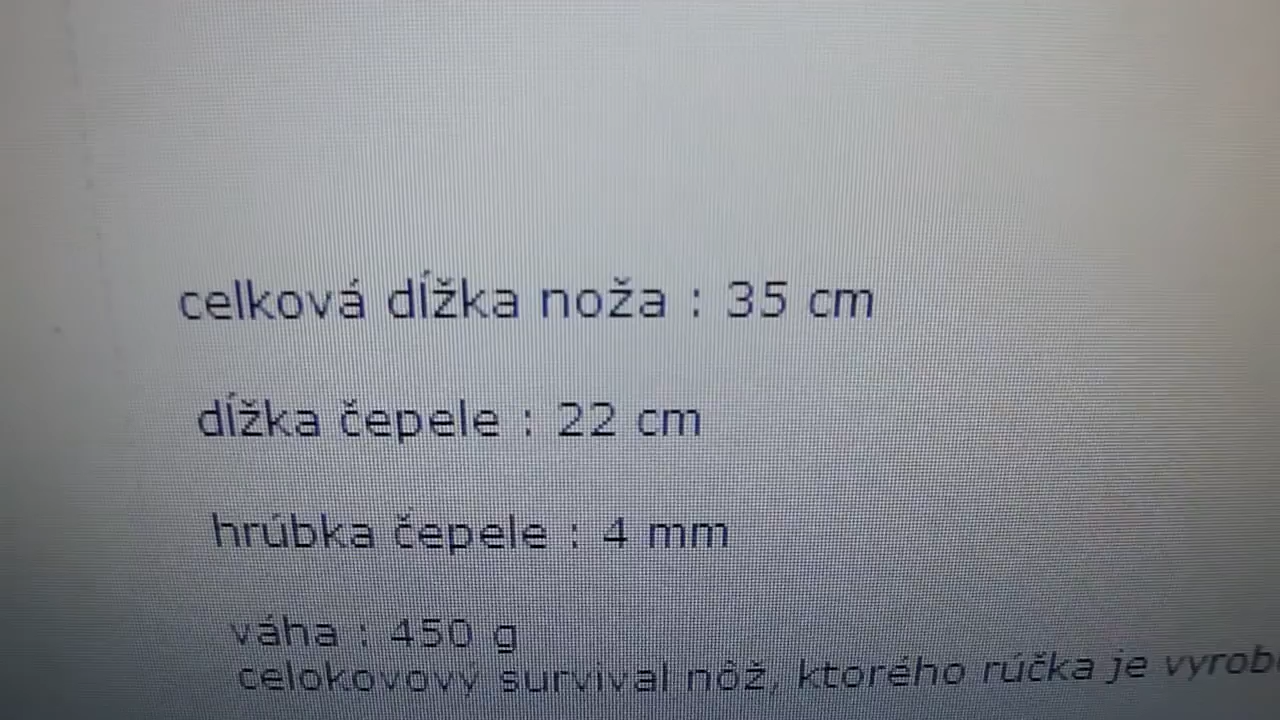 celková dĺžka noža : 35 cm
dĺžka čepele : 22 cm
hrúbka čepele : 4 mm
váha : 450 g
celokovový survival nôž, ktorého rúčka je vyrob